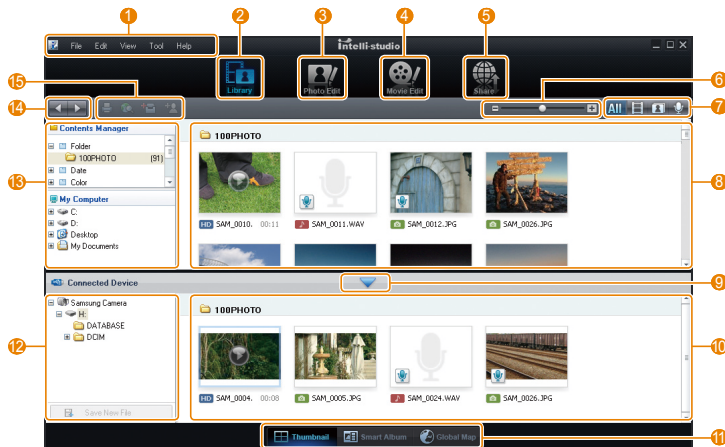 1
2
3
4
5
File Edit View Tool Help
intelli-studio
Library
Photo Edit
Movie Edit
Share
6
15
14
All
7
Contents Manager
Folder
100PHOTO (91)
Date
Color
My Computer
C:
D:
Desktop
My Documents
13
100PHOTO
HD SAM_0010. 00:11
SAM_0011.WAV
SAM_0012.JPG
SAM_0026.JPG
8
Connected Device
9
Samsung Camera
H:
DATABASE
DCIM
Save New File
12
100PHOTO
HD SAM_0004. 00:08
SAM_0005.JPG
SAM_0024.WAV
SAM_0026.JPG
10
Thumbnail
Smart Album
Global Map
11